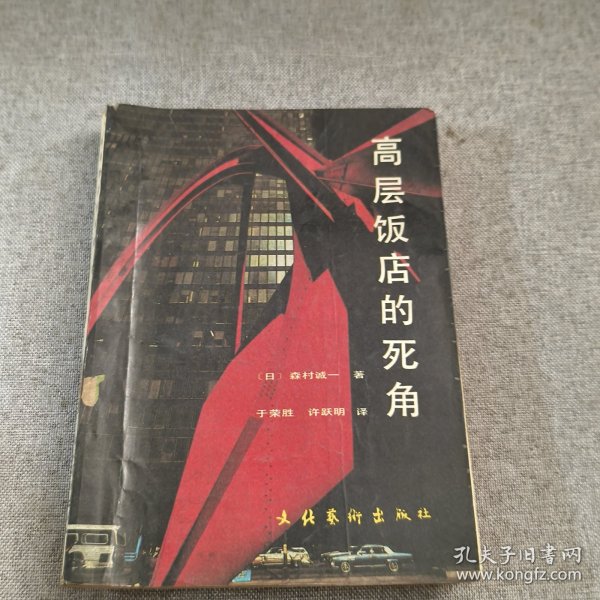 高层饭店的死角
〔日〕森村诚一 著
于荣胜 许跃明 译
文化艺術出版社
孔夫子旧书网
www.kongfz.com